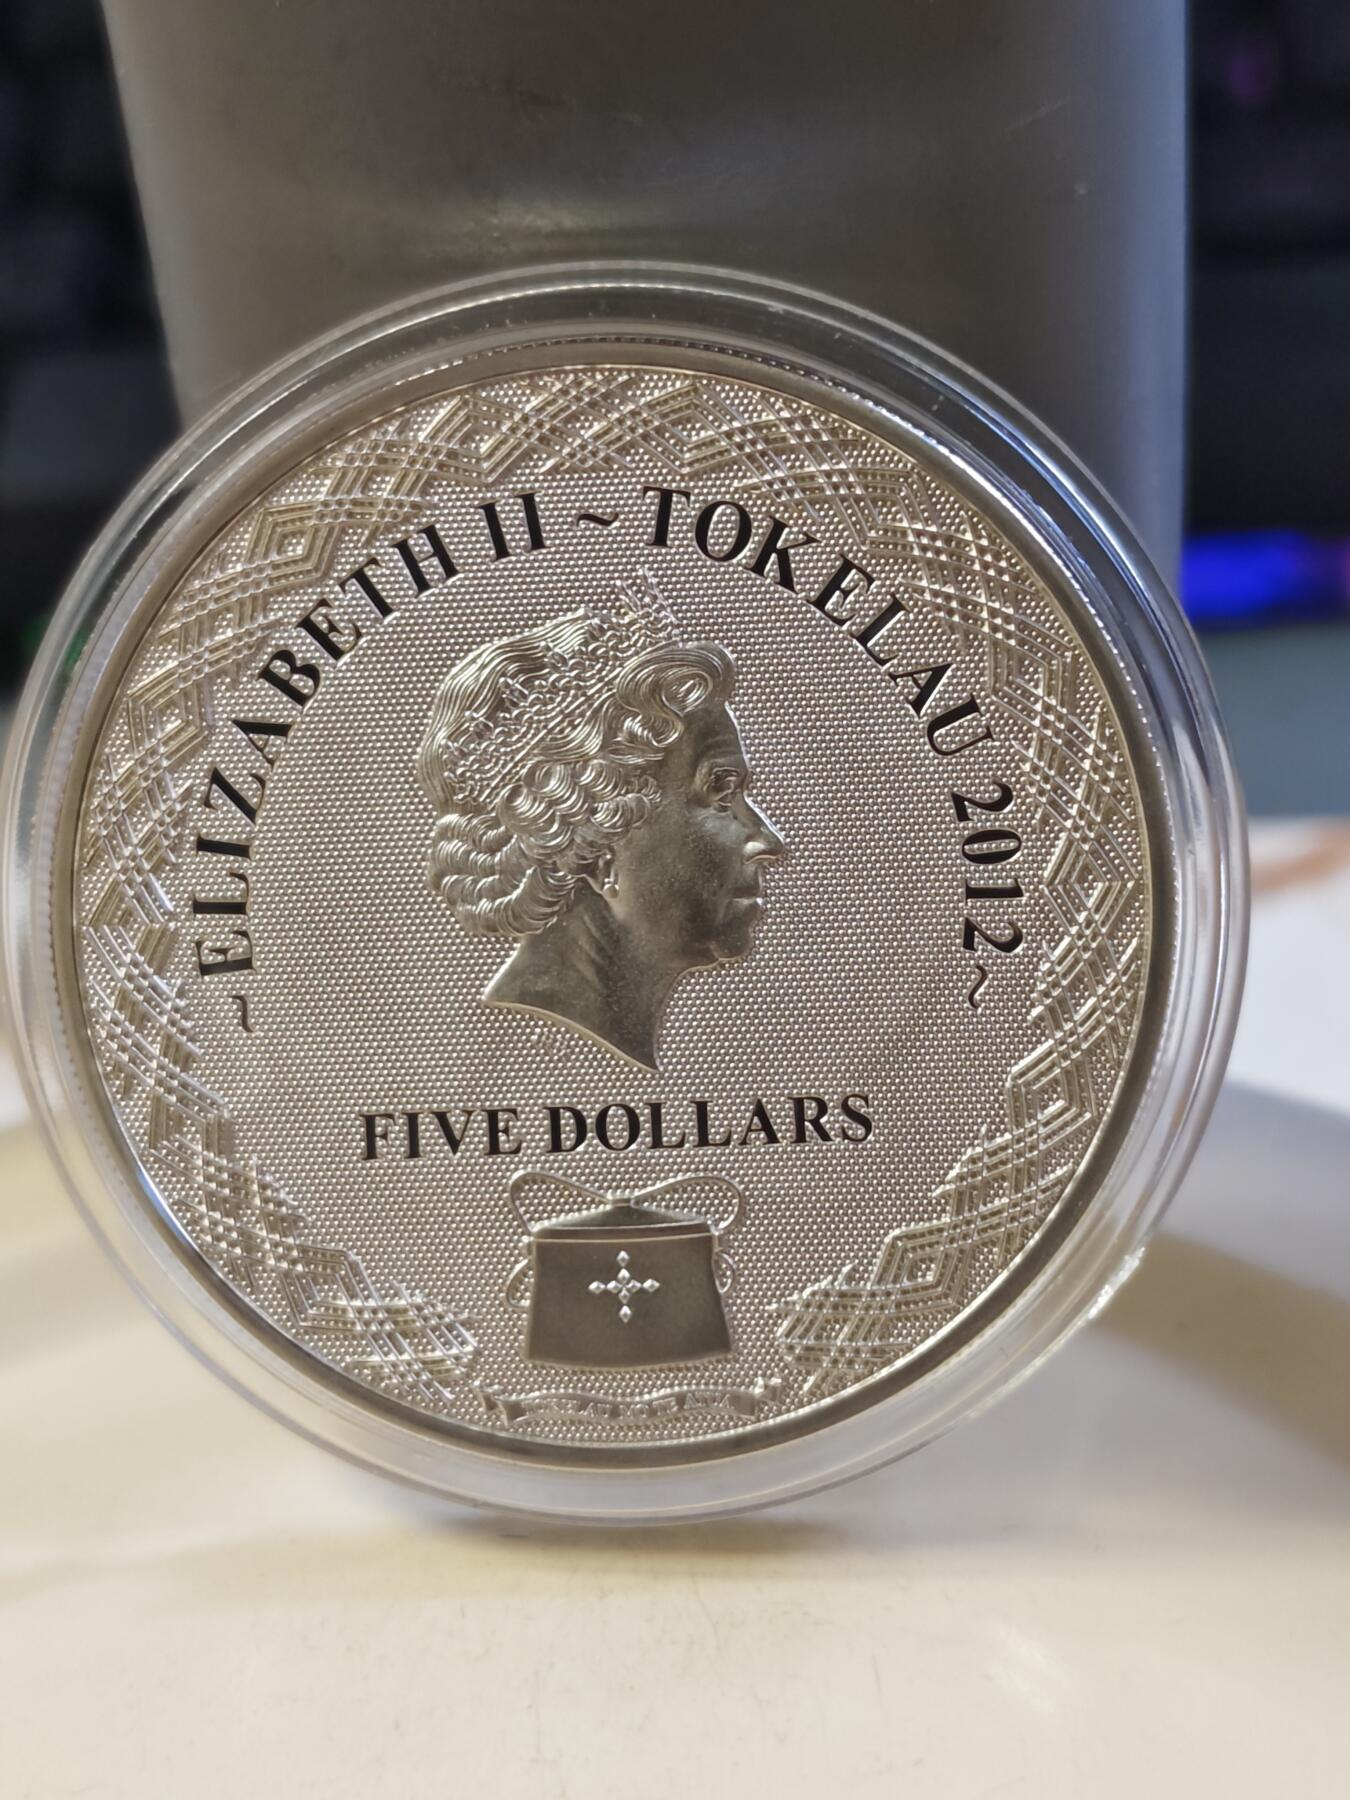 ~ELIZABETH II ~ TOKELAU 2012~
FIVE DOLLARS